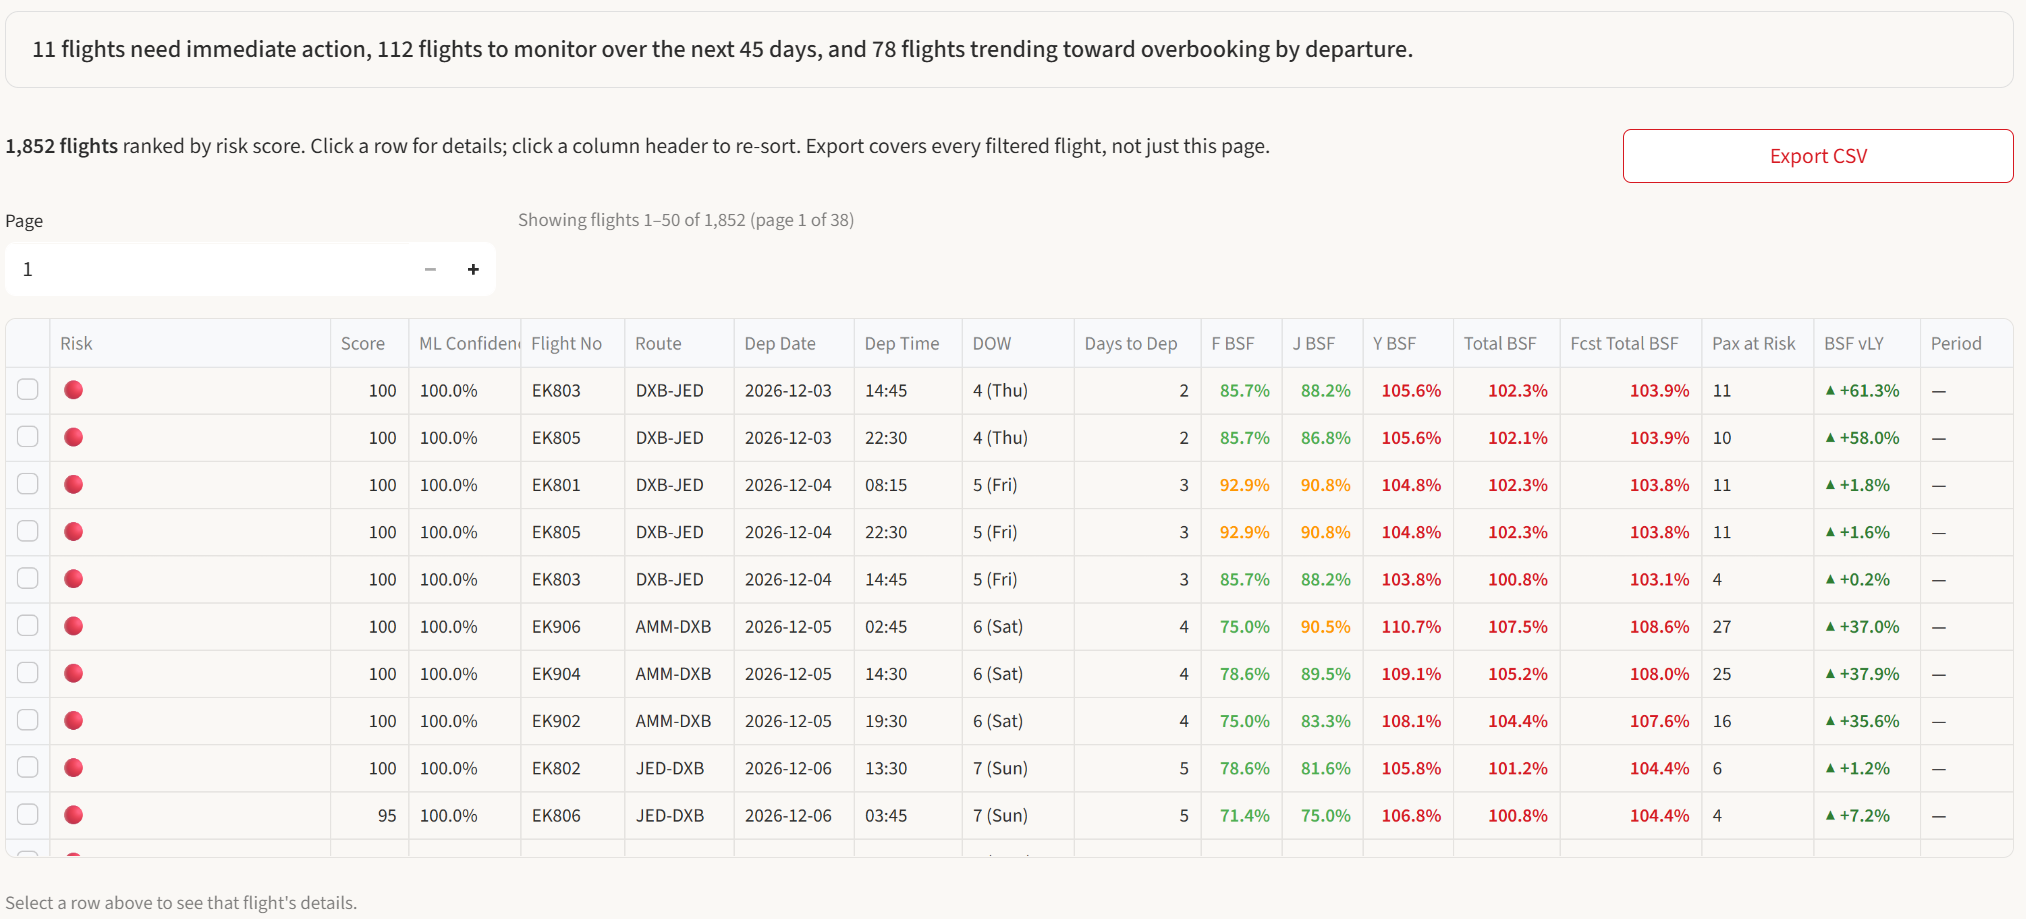 11 flights need immediate action, 112 flights to monitor over the next 45 days, and 78 flights trending toward overbooking by departure.
1,852 flights ranked by risk score. Click a row for details; click a column header to re-sort. Export covers every filtered flight, not just this page.
Export CSV
Page
Showing flights 1–50 of 1,852 (page 1 of 38)
1 − +
Risk Score ML Confiden Flight No Route Dep Date Dep Time DOW Days to Dep F BSF J BSF Y BSF Total BSF Fcst Total BSF Pax at Risk BSF vLY Period
100 100.0% EK803 DXB-JED 2026-12-03 14:45 4 (Thu) 2 85.7% 88.2% 105.6% 102.3% 103.9% 11 ▲ +61.3% —
100 100.0% EK805 DXB-JED 2026-12-03 22:30 4 (Thu) 2 85.7% 86.8% 105.6% 102.1% 103.9% 10 ▲ +58.0% —
100 100.0% EK801 DXB-JED 2026-12-04 08:15 5 (Fri) 3 92.9% 90.8% 104.8% 102.3% 103.8% 11 ▲ +1.8% —
100 100.0% EK805 DXB-JED 2026-12-04 22:30 5 (Fri) 3 92.9% 90.8% 104.8% 102.3% 103.8% 11 ▲ +1.6% —
100 100.0% EK803 DXB-JED 2026-12-04 14:45 5 (Fri) 3 85.7% 88.2% 103.8% 100.8% 103.1% 4 ▲ +0.2% —
100 100.0% EK906 AMM-DXB 2026-12-05 02:45 6 (Sat) 4 75.0% 90.5% 110.7% 107.5% 108.6% 27 ▲ +37.0% —
100 100.0% EK904 AMM-DXB 2026-12-05 14:30 6 (Sat) 4 78.6% 89.5% 109.1% 105.2% 108.0% 25 ▲ +37.9% —
100 100.0% EK902 AMM-DXB 2026-12-05 19:30 6 (Sat) 4 75.0% 83.3% 108.1% 104.4% 107.6% 16 ▲ +35.6% —
100 100.0% EK802 JED-DXB 2026-12-06 13:30 7 (Sun) 5 78.6% 81.6% 105.8% 101.2% 104.4% 6 ▲ +1.2% —
95 100.0% EK806 JED-DXB 2026-12-06 03:45 7 (Sun) 5 71.4% 75.0% 106.8% 100.8% 104.4% 4 ▲ +7.2% —
Select a row above to see that flight's details.